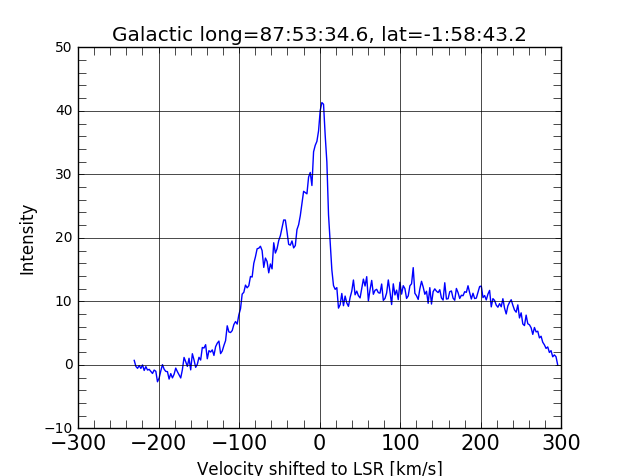 Galactic long=87:53:34.6, lat=-1:58:43.2
50
40
30
20
10
0
−10
Intensity
−300 −200 −100 0 100 200 300
Velocity shifted to LSR [km/s]